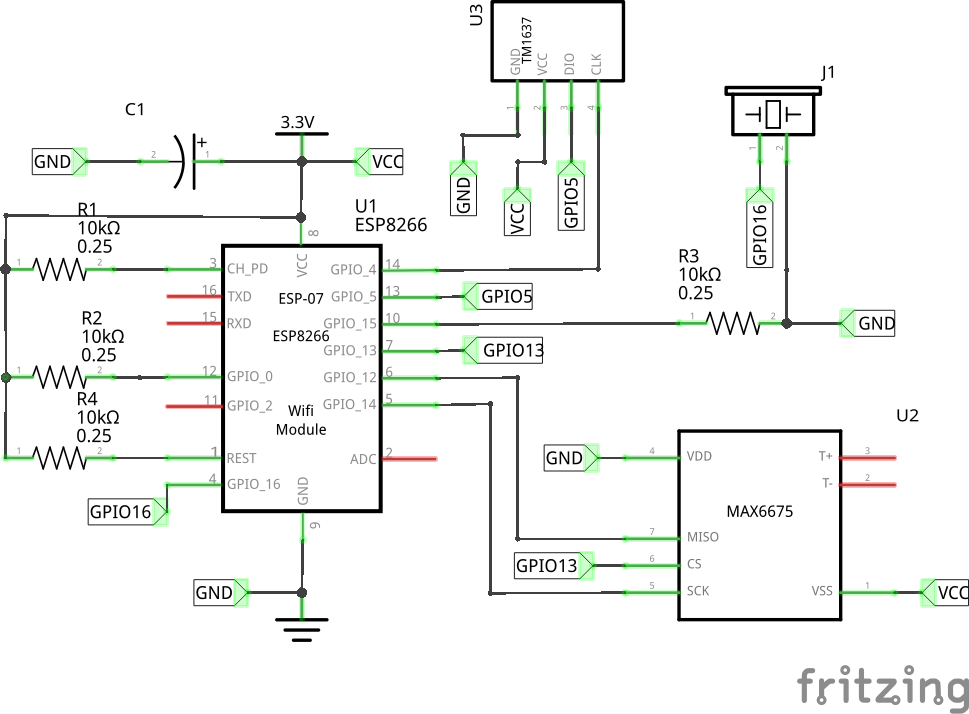 U3
TM1637
GND
VCC
DIO
CLK
1
2
3
4
J1
1
2
C1
3.3V
GND
2
1
+
VCC
GND
VCC
GPIO5
GPIO16
R1
10kΩ
0.25
1
2
U1
ESP8266
8
VCC
3
CH_PD
GPIO_4
14
16
TXD
ESP-07
GPIO_5
13
GPIO5
R3
10kΩ
0.25
1
2
GND
15
RXD
ESP8266
GPIO_15
10
R2
10kΩ
0.25
1
2
GPIO_13
7
GPIO13
12
GPIO_0
GPIO_12
6
11
GPIO_2
Wifi
Module
GPIO_14
5
R4
10kΩ
0.25
1
2
1
REST
ADC
2
4
GPIO_16
GPIO16
GND
9
GND
U2
GND
4
VDD
T+
3
T-
2
MAX6675
7
MISO
GPIO13
6
CS
5
SCK
VSS
1
VCC
fritzing